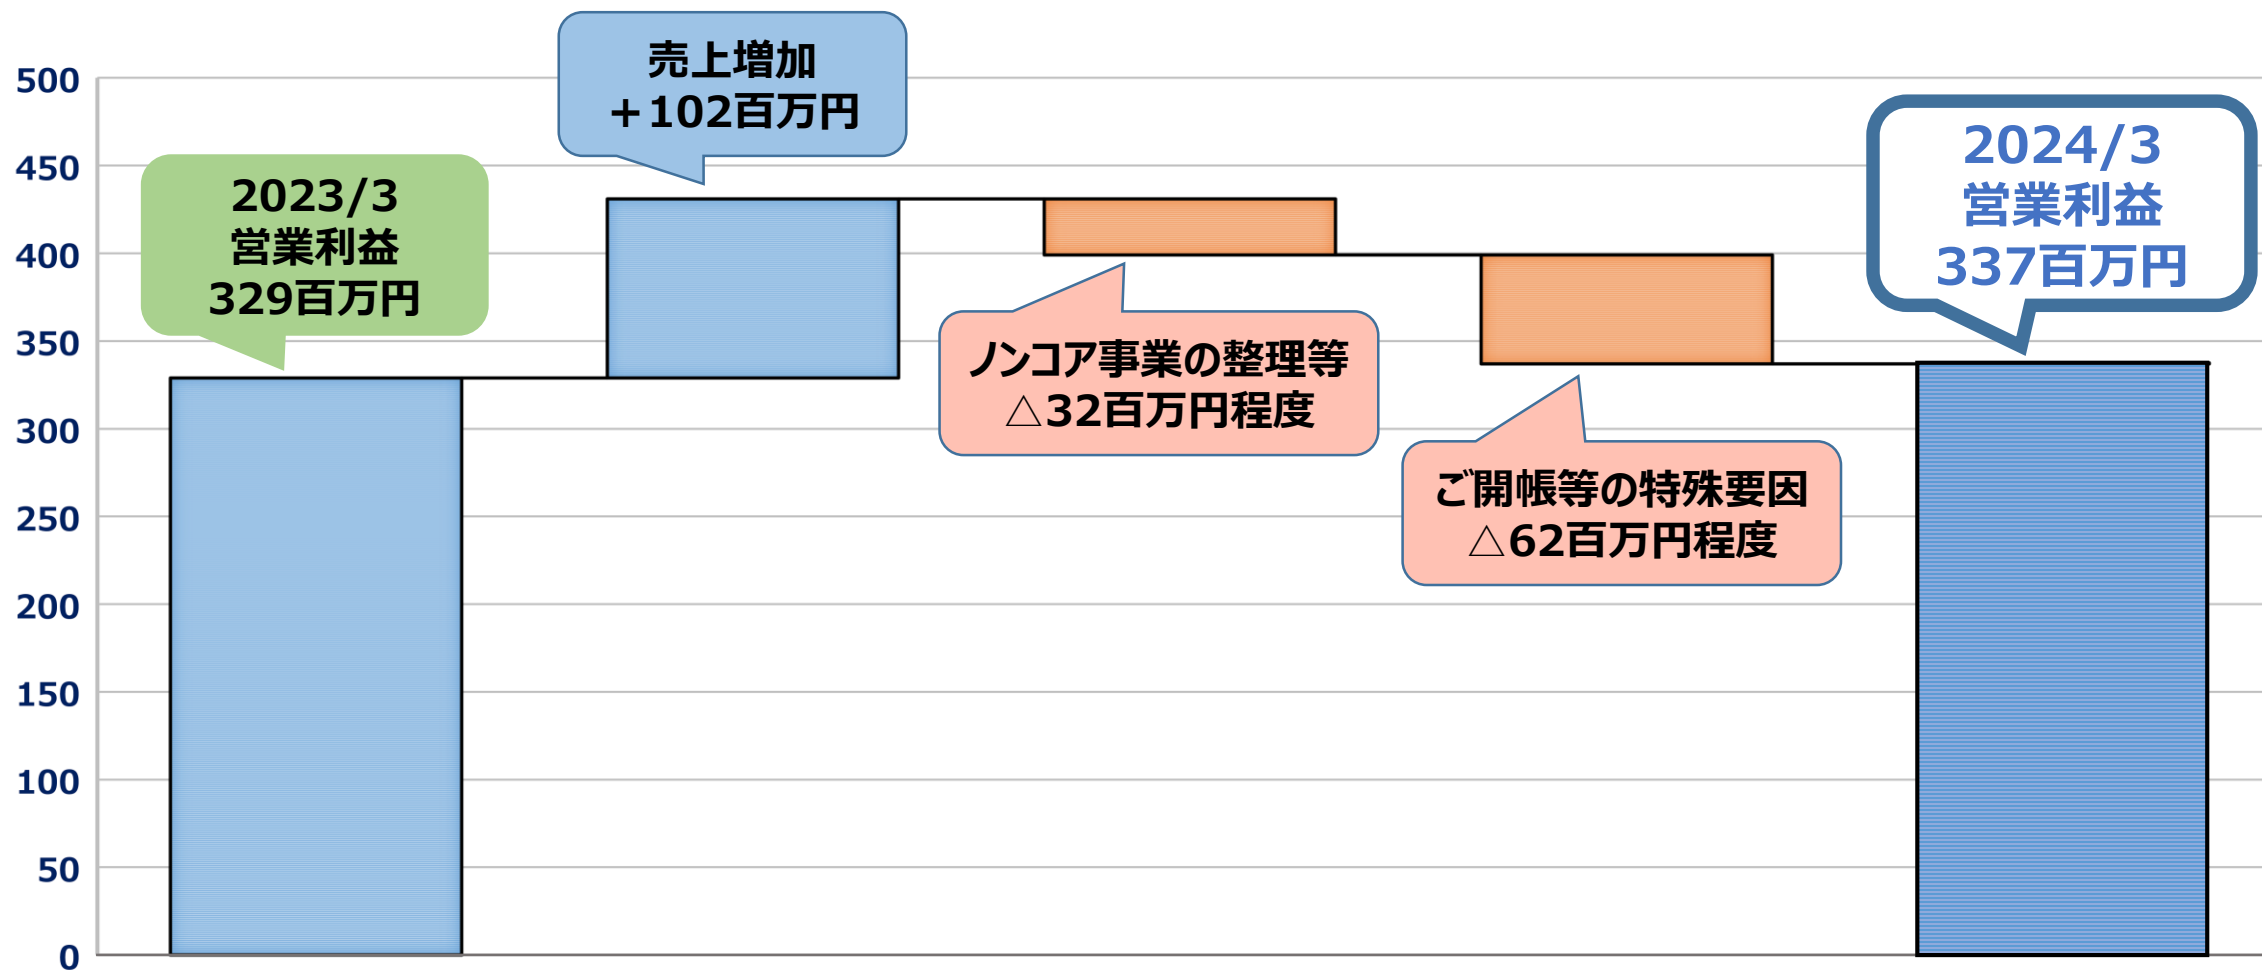 500
450
400
350
300
250
200
150
100
50
0
2023/3
営業利益
329百万円
売上増加
+102百万円
ノンコア事業の整理等
△32百万円程度
ご開帳等の特殊要因
△62百万円程度
2024/3
営業利益
337百万円